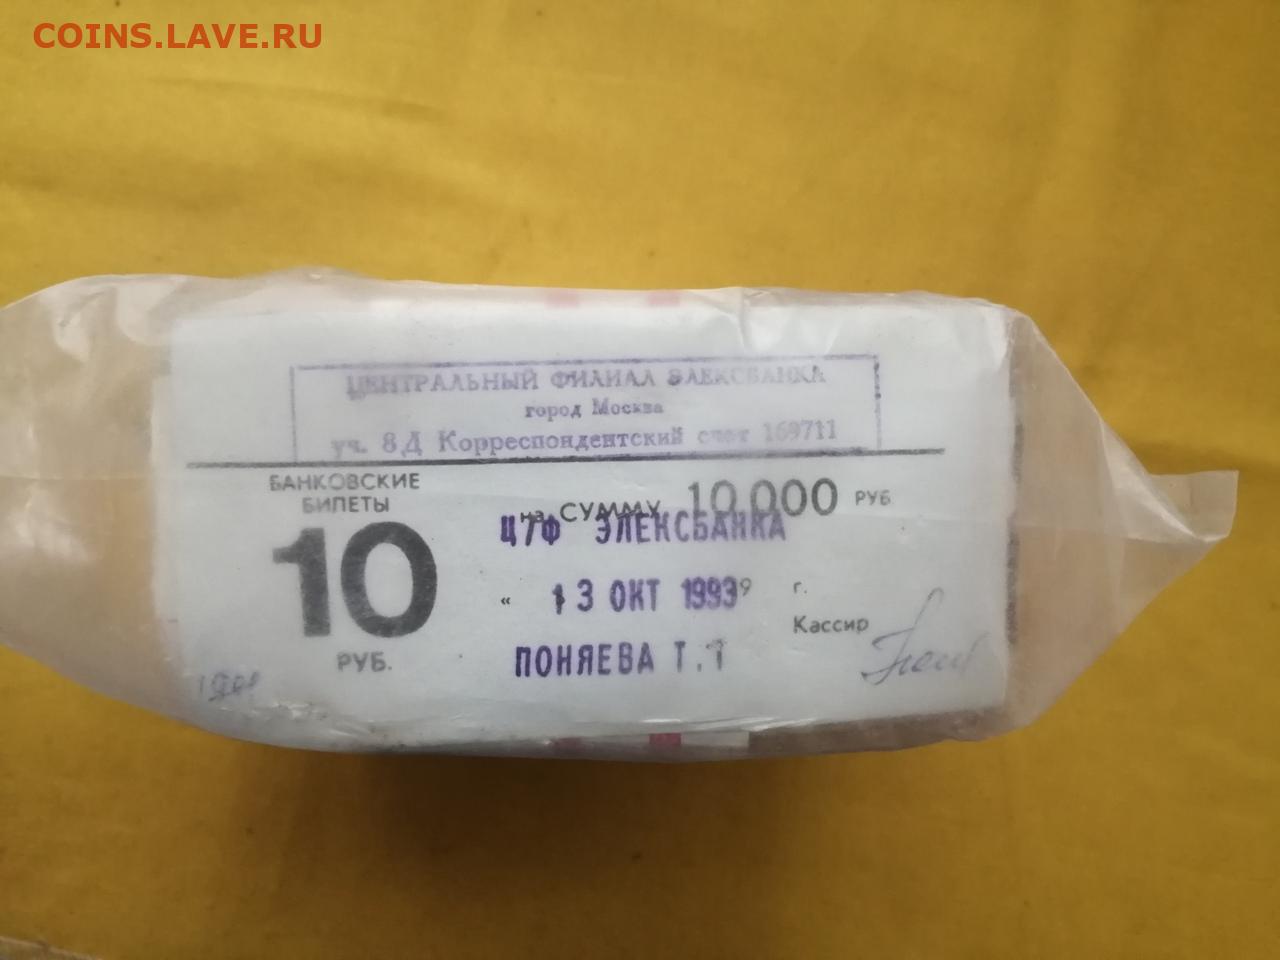 COINS.LAVE.RU
ЦЕНТРАЛЬНЫЙ ФИЛИАЛ ЭЛЕКСБАНКА
город Москва
уч. 8Д Корреспондентский счет 169711
БАНКОВСКИЕ
БИЛЕТЫ
10
РУБ.
на СУММУ 10.000 РУБ
Ц/Ф ЭЛЕКСБАНКА
« 13 ОКТ 1993 9 г.
Кассир
ПОНЯЕВА Т.